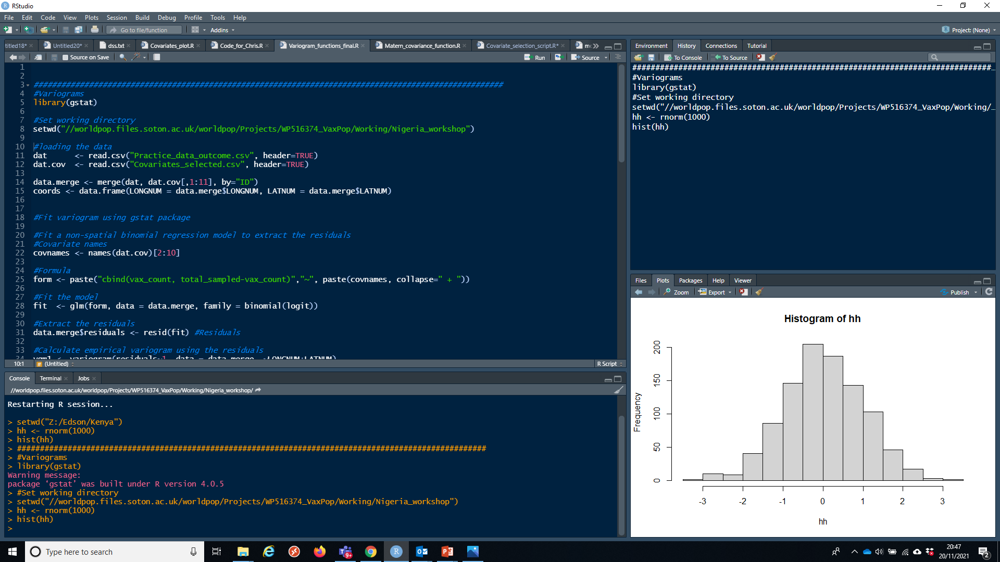 RStudio
File Edit Code View Plots Session Build Debug Profile Tools Help
Go to file/function Addins Project: (None)
titled18* Untitled20* dss.txt Covariates_plot.R Code_for_Chris.R Variogram_functions_final.R Matern_covariance_function.R Covariate_selection_script.R*
Source on Save Run Source
1
2
3 #######################################################################################################
4 #Variograms
5 library(gstat)
6
7 #Set working directory
8 setwd("//worldpop.files.soton.ac.uk/worldpop/Projects/WP516374_VaxPop/Working/Nigeria_workshop")
9
10 #loading the data
11 dat <- read.csv("Practice_data_outcome.csv", header=TRUE)
12 dat.cov <- read.csv("Covariates_selected.csv", header=TRUE)
13
14 data.merge <- merge(dat, dat.cov[,1:11], by="ID")
15 coords <- data.frame(LONGNUM = data.merge$LONGNUM, LATNUM = data.merge$LATNUM)
16
17
18 #Fit variogram using gstat package
19
20 #Fit a non-spatial binomial regression model to extract the residuals
21 #Covariate names
22 covnames <- names(dat.cov)[2:10]
23
24 #Formula
25 form <- paste("cbind(vax_count, total_sampled-vax_count)","~", paste(covnames, collapse=" + "))
26
27 #Fit the model
28 fit <- glm(form, data = data.merge, family = binomial(logit))
29
30 #Extract the residuals
31 data.merge$residuals <- resid(fit) #Residuals
32
33 #Calculate empirical variogram using the residuals
34 vgm1 <- variogram(residuals~1, data = data.merge, ~LONGNUM+LATNUM)
10:1 # (Untitled) R Script
Console Terminal Jobs
//worldpop.files.soton.ac.uk/worldpop/Projects/WP516374_VaxPop/Working/Nigeria_workshop/
Restarting R session...
> setwd("Z:/Edson/Kenya")
> hh <- rnorm(1000)
> hist(hh)
> #######################################################################################################
> #Variograms
> library(gstat)
Warning message:
package ‘gstat’ was built under R version 4.0.5
> #Set working directory
> setwd("//worldpop.files.soton.ac.uk/worldpop/Projects/WP516374_VaxPop/Working/Nigeria_workshop")
> hh <- rnorm(1000)
> hist(hh)
>
Environment History Connections Tutorial
To Console To Source
##############################################################################…
#Variograms
library(gstat)
#Set working directory
setwd("//worldpop.files.soton.ac.uk/worldpop/Projects/WP516374_VaxPop/Working/…
hh <- rnorm(1000)
hist(hh)
Files Plots Packages Help Viewer
Zoom Export Publish
Histogram of hh
Frequency
200
150
100
50
0
-3 -2 -1 0 1 2 3
hh
Type here to search
9+
20:47
20/11/2021
2